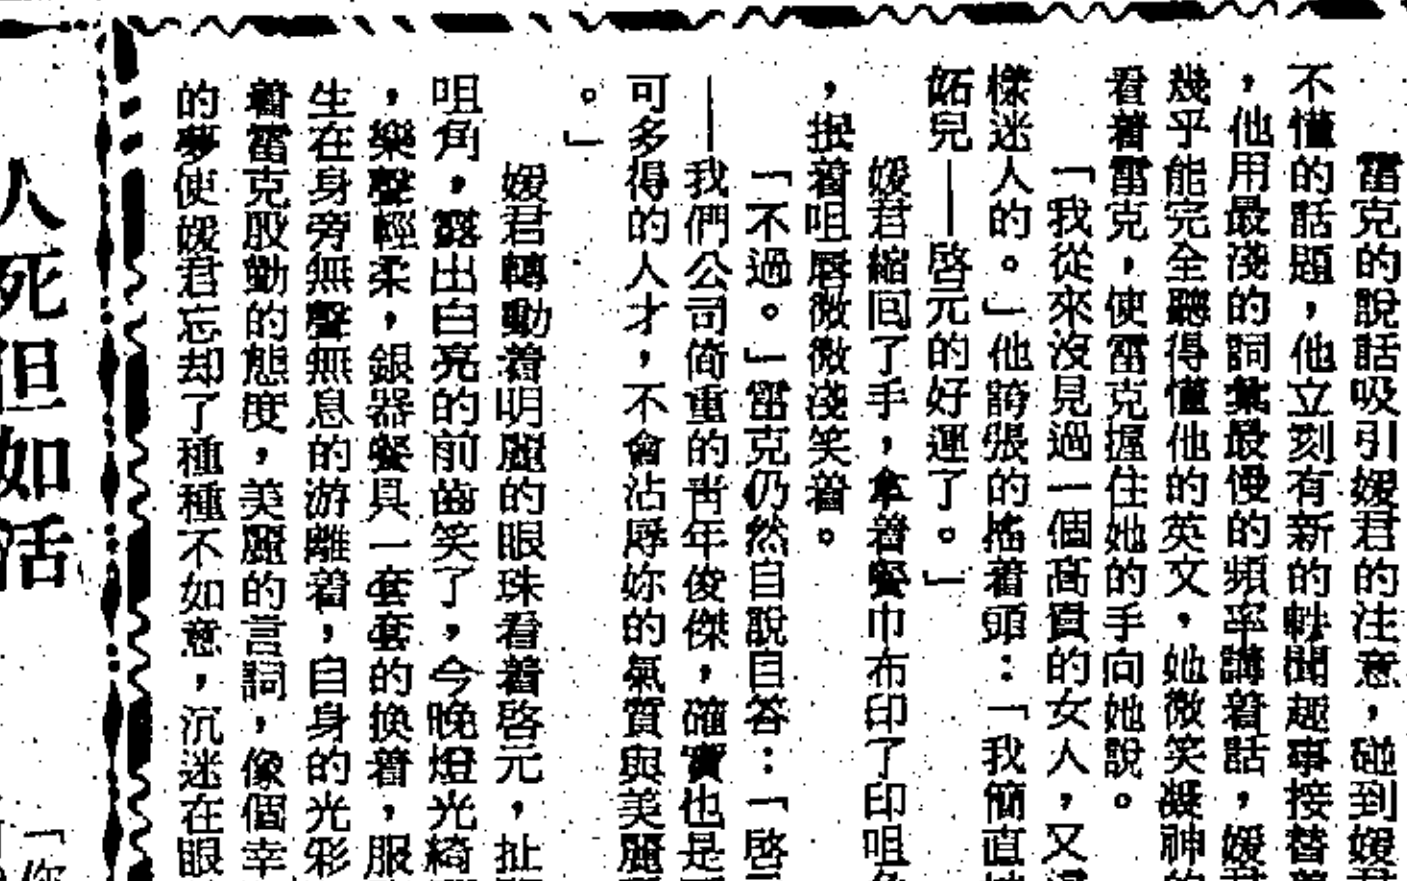 雷克的說話吸引媛君的注意，碰到媛
不懂的話題，他立刻有新的軼聞趣事接替着
，他用最淺的詞彙最慢的頻率講着話，媛君
幾乎能完全聽得懂他的英文，她微笑凝神的
看着雷克，使雷克握住她的手向她說。
「我從來沒見過一個高貴的女人，又
樣迷人的。」他誇張的搖着頭：「我簡直
妬兒——啓元的好運了。」
媛君縮回了手，拿着餐巾布印了印咀
，抿着咀唇微微淺笑着。
「不過。」雷克仍然自說自答：「啓
——我們公司倚重的青年俊傑，確實也是
可多得的人才，不會沾辱妳的氣質與美麗
。」
媛君轉動着明麗的眼珠看着啓元，扯
咀角，露出白亮的前齒笑了，今晚燈光綺
，樂聲輕柔，銀器餐具一套套的換着，服
生在身旁無聲無息的游離着，自身的光彩
着雷克殷勤的態度，美麗的言詞，像個幸
的夢使媛君忘却了種種不如意，沉迷在眼
人死但如活
「你